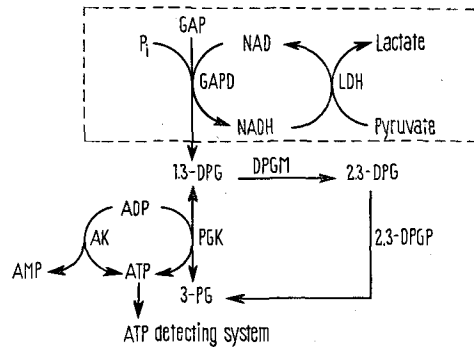 GAP
Pi NAD Lactate
GAPD LDH
NADH Pyruvate
1.3-DPG DPGM 2.3-DPG
ADP
AK PGK 2.3-DPGP
AMP ATP
3-PG
ATP detecting system